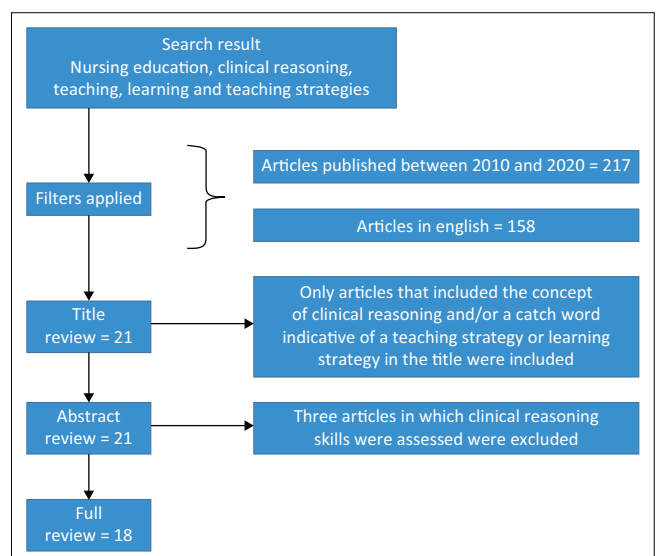 Search result
Nursing education, clinical reasoning,
teaching, learning and teaching strategies
Filters applied
Articles published between 2010 and 2020 = 217
Articles in english = 158
Title
review = 21
Only articles that included the concept
of clinical reasoning and/or a catch word
indicative of a teaching strategy or learning
strategy in the title were included
Abstract
review = 21
Three articles in which clinical reasoning
skills were assessed were excluded
Full
review = 18